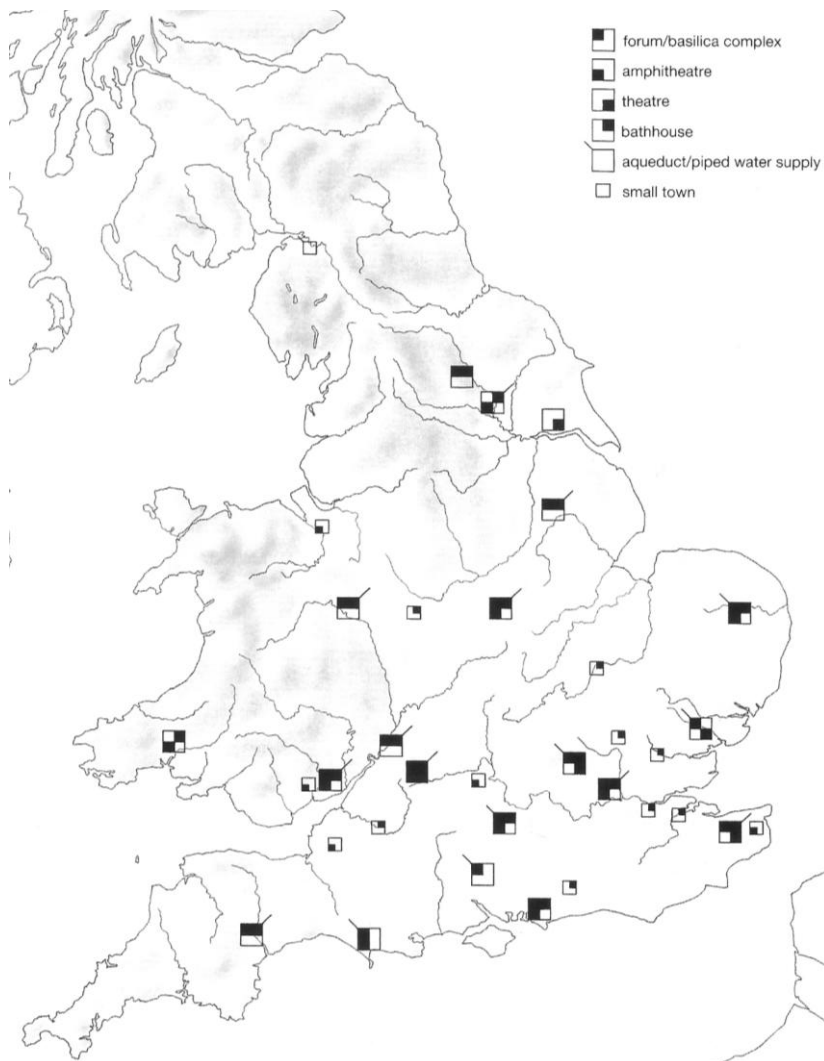 forum/basilica complex
amphitheatre
theatre
bathhouse
aqueduct/piped water supply
small town